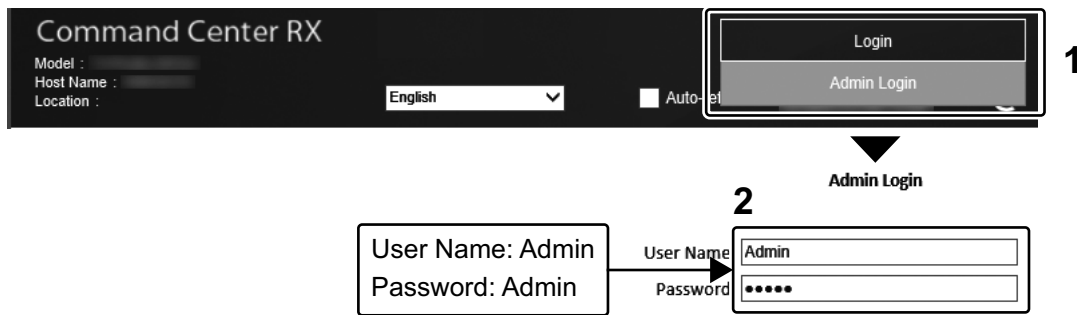 Command Center RX
Model :
Host Name :
Location :
English
Auto-ref
Login
Admin Login
1
Admin Login
2
User Name: Admin
Password: Admin
User Name
Admin
Password
•••••